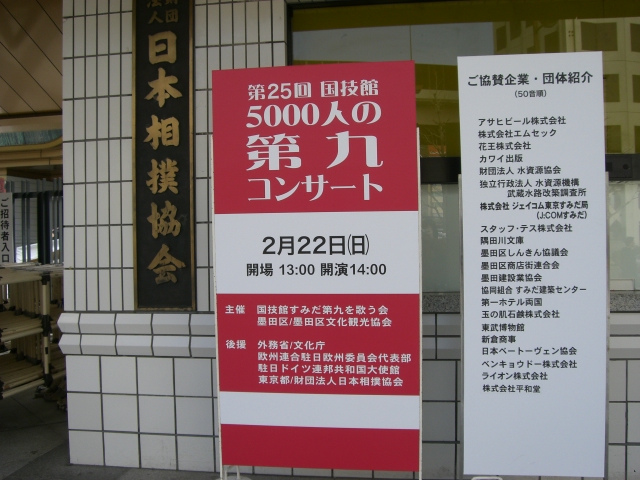 財団
法人
日本相撲協会
ご招待者入口
第25回 国技館
5000人の
第九
コンサート
2月22日(日)
開場 13:00 開演14:00
主催 国技館すみだ第九を歌う会
墨田区/墨田区文化観光協会
後援 外務省/文化庁
欧州連合駐日欧州委員会代表部
駐日ドイツ連邦共和国大使館
東京都/財団法人日本相撲協会
ご協賛企業・団体紹介
(50音順)
アサヒビール株式会社
株式会社エムセック
花王株式会社
カワイ出版
財団法人 水資源協会
独立行政法人 水資源機構
武蔵水路改築調査所
株式会社 ジェイコム東京すみだ局
(J:COMすみだ)
スタッフ・テス株式会社
隅田川文庫
墨田区しんきん協議会
墨田区商店街連合会
墨田建設業協会
協同組合 すみだ建築センター
第一ホテル両国
玉の肌石鹸株式会社
東武博物館
新倉商事
日本ベートーヴェン協会
ベンキョウドー株式会社
ライオン株式会社
株式会社平和堂